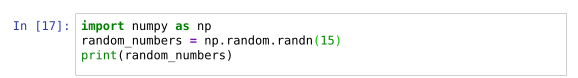 In [17]: import numpy as np
random_numbers = np.random.randn(15)
print(random_numbers)